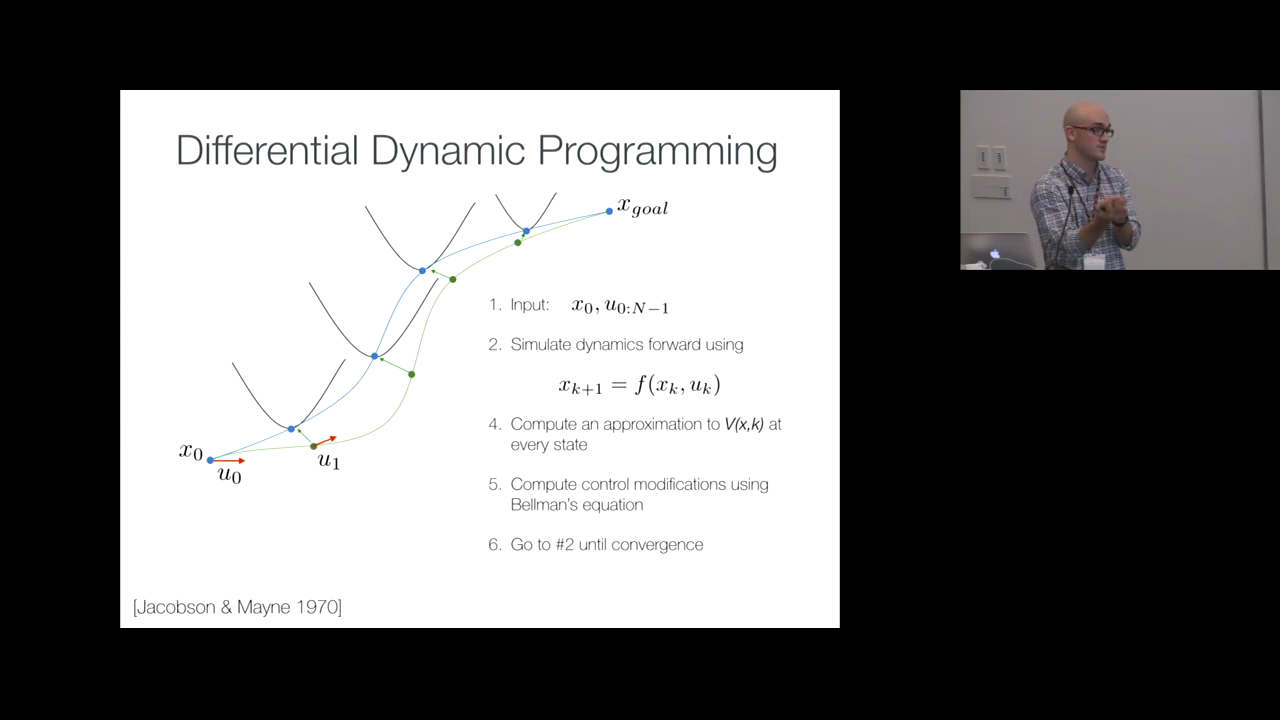 Differential Dynamic Programming
x_goal
1. Input: x_0, u_{0:N−1}
2. Simulate dynamics forward using
x_{k+1} = f(x_k, u_k)
4. Compute an approximation to V(x,k) at
every state
5. Compute control modifications using
Bellman's equation
6. Go to #2 until convergence
x_0
u_0
u_1
[Jacobson & Mayne 1970]